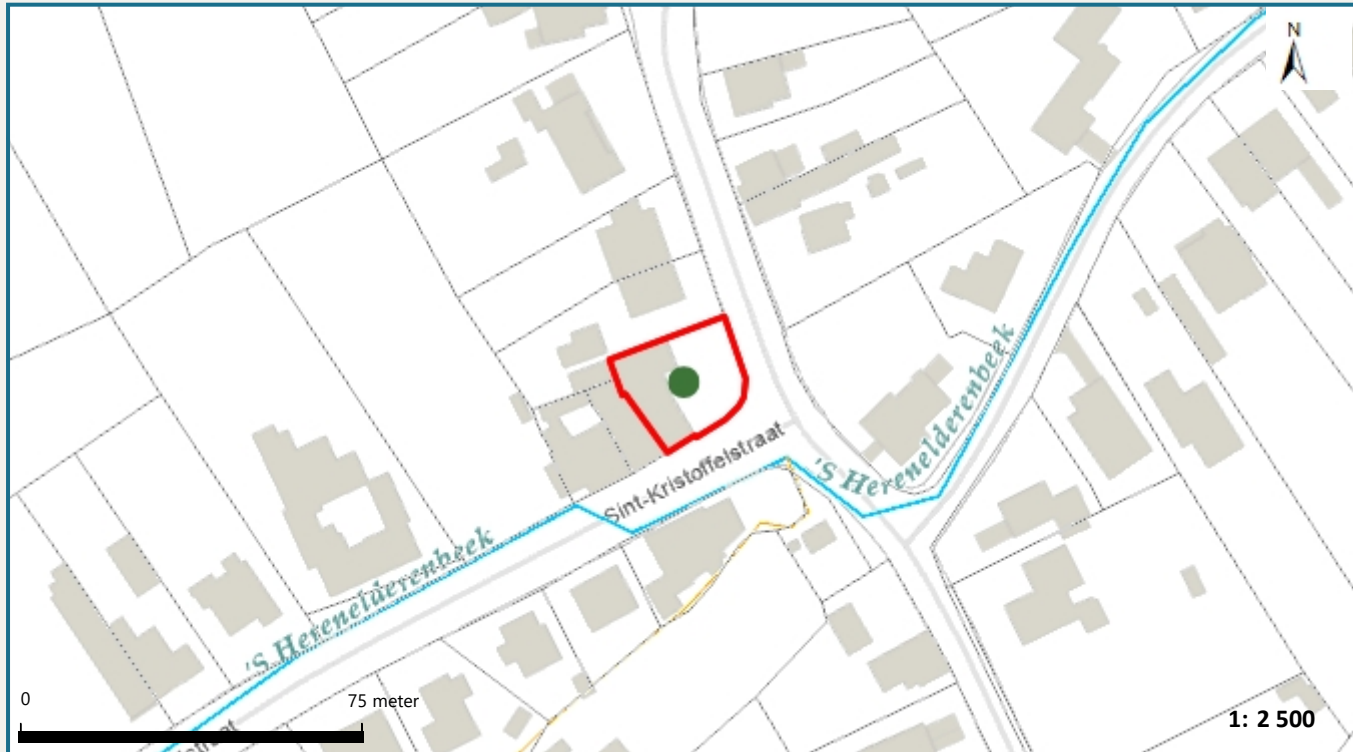 N
Sint-Kristoffelstraat
'S Herenelderenbeek
'S Herenelderenbeek
0
75 meter
1: 2 500